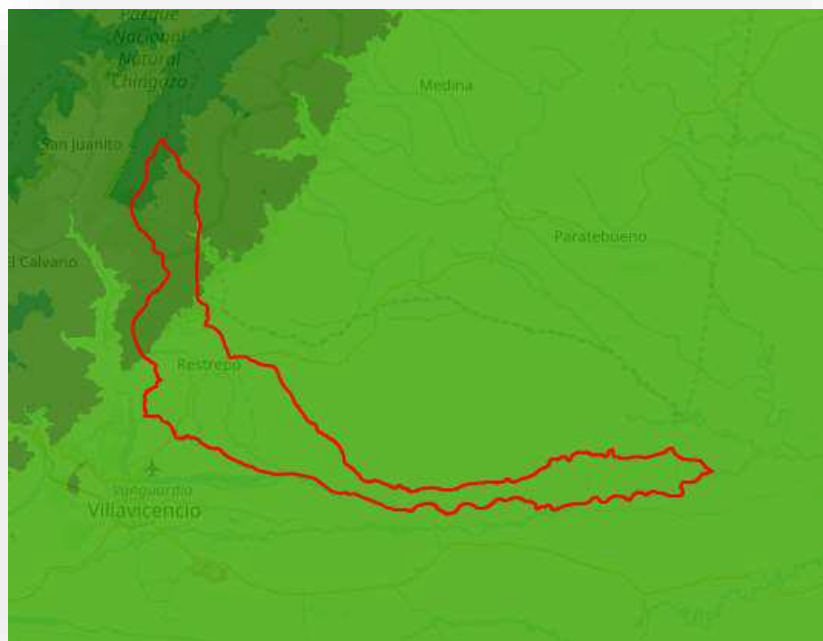 Parque
Nacional
Natural
Chingaza
Medina
San Juanito
Paratebueno
El Calvario
Restrepo
Vanguardia
Villavicencio